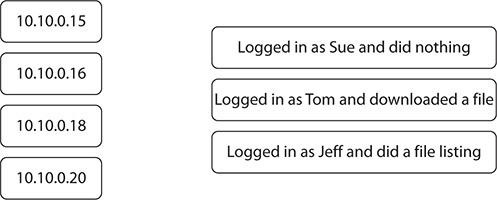 10.10.0.15
10.10.0.16
10.10.0.18
10.10.0.20
Logged in as Sue and did nothing
Logged in as Tom and downloaded a file
Logged in as Jeff and did a file listing